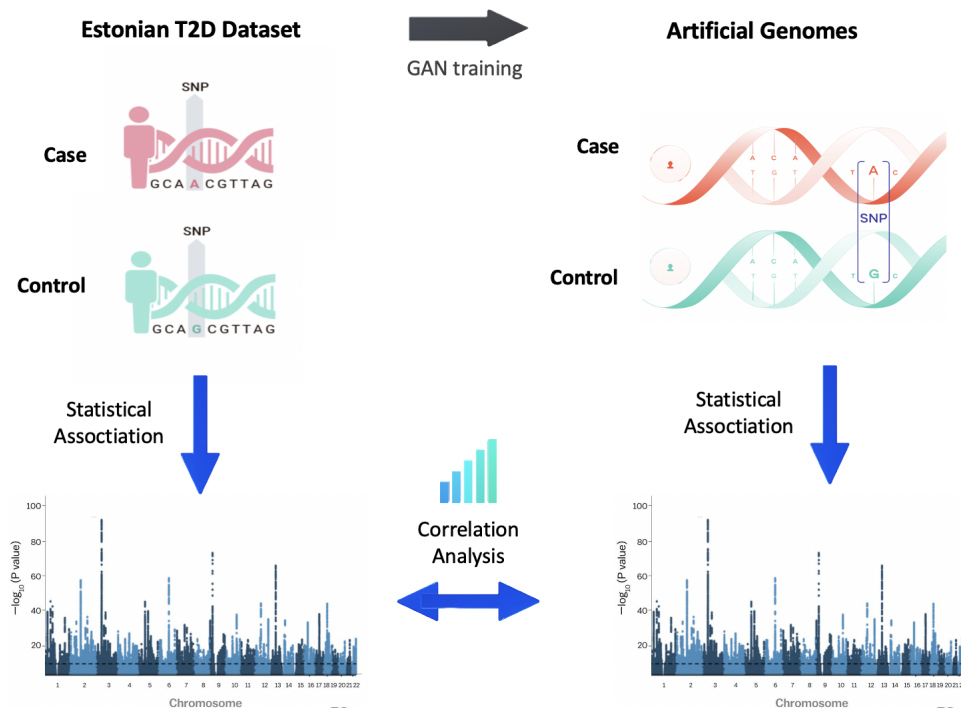 Estonian T2D Dataset
GAN training
Artificial Genomes
SNP
Case
GCAACGTTAG
SNP
Control
GCAGCGTTAG
Case
A C A
T G T
T A C
SNP
Control
A C A
T G T
T G C
Statistical
Assoctiation
Statistical
Assoctiation
Correlation
Analysis
−log10 (P value)
100
80
60
40
20
1 2 3 4 5 6 7 8 9 10 11 12 13 14 15 16 17 18 19 20 21 22
Chromosome
−log10 (P value)
100
80
60
40
20
1 2 3 4 5 6 7 8 9 10 11 12 13 14 15 16 17 18 19 20 21
Chromosome